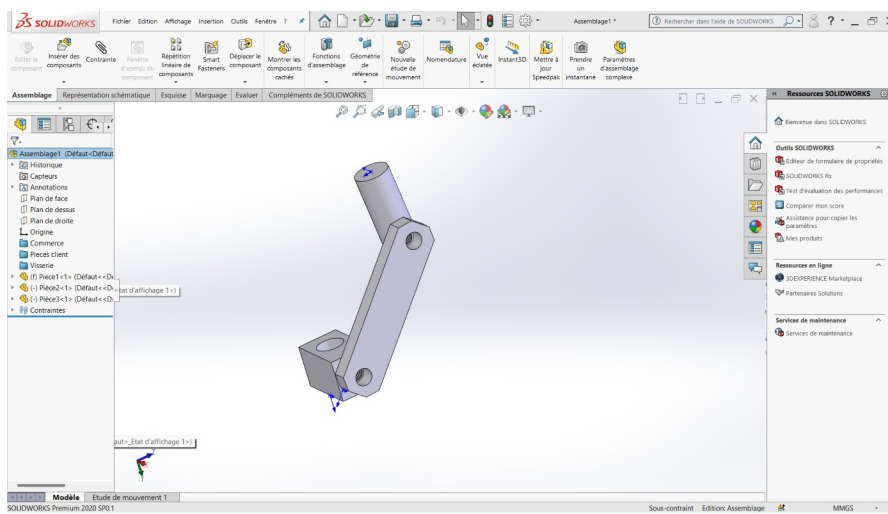 SOLIDWORKS
Fichier Edition Affichage Insertion Outils Fenêtre ?
Assemblage1 *
Rechercher dans l'aide de SOLIDWORKS
Editer le composant
Insérer des composants
Contrainte
Fenêtre d'aperçu du composant
Répétition linéaire de composants
Smart Fasteners
Déplacer le composant
Montrer les composants cachés
Fonctions d'assemblage
Géométrie de référence
Nouvelle étude de mouvement
Nomenclature
Vue éclatée
Instant3D
Mettre à jour Speedpak
Prendre un instantané
Paramètres d'assemblage complexe
Assemblage Représentation schématique Esquisse Marquage Evaluer Compléments de SOLIDWORKS
Assemblage1 (Défaut<Défaut
Historique
Capteurs
Annotations
Plan de face
Plan de dessus
Plan de droite
Origine
Commerce
Pieces client
Visserie
(f) Piece1<1> (Défaut<<De
(-) Pièce2<1> (Défaut<<De
tat d'affichage 1>)
(-) Pièce3<1> (Défaut<<De
Contraintes
aut>_Etat d'affichage 1>)
Ressources SOLIDWORKS
Bienvenue dans SOLIDWORKS
Outils SOLIDWORKS
Editeur de formulaire de propriétés
SOLIDWORKS Rx
Test d'évaluation des performances
Comparer mon score
Assistance pour copier les
paramètres
Mes produits
Ressources en ligne
3DEXPERIENCE Marketplace
Partenaires Solutions
Services de maintenance
Services de maintenance
Modèle Etude de mouvement 1
SOLIDWORKS Premium 2020 SP0.1
Sous-contraint Edition: Assemblage MMGS